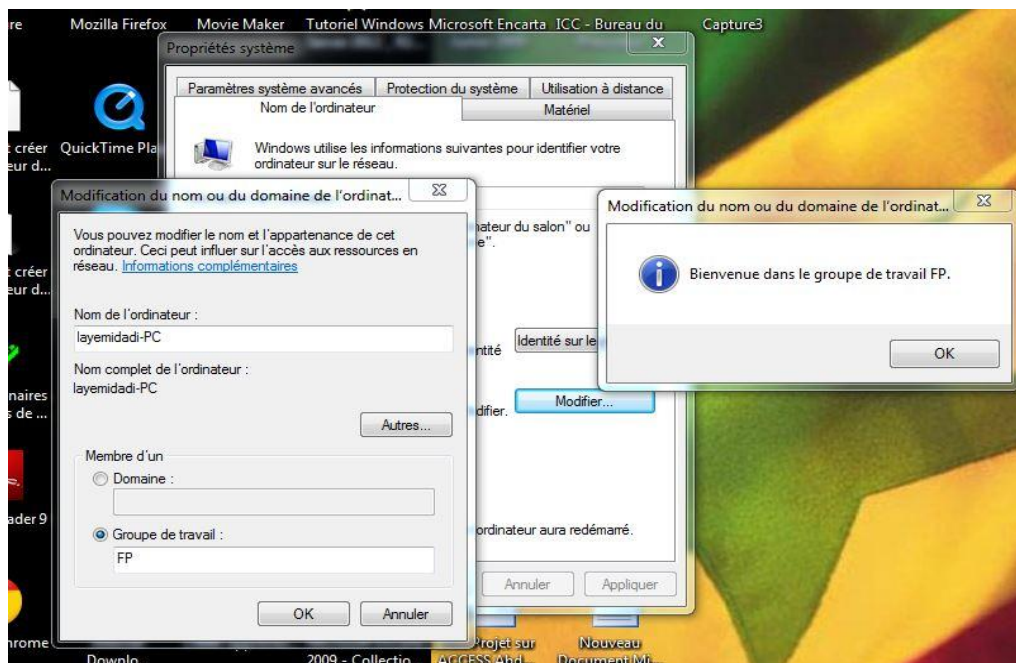 Mozilla Firefox
Movie Maker
Tutoriel Windows
Microsoft Encarta
ICC - Bureau du
Capture3
Propriétés système
Paramètres système avancés
Protection du système
Utilisation à distance
Nom de l'ordinateur
Matériel
t créer
eur d...
QuickTime Pla
Windows utilise les informations suivantes pour identifier votre
ordinateur sur le réseau.
Modification du nom ou du domaine de l'ordinat...
Vous pouvez modifier le nom et l'appartenance de cet
ordinateur. Ceci peut influer sur l'accès aux ressources en
réseau. Informations complémentaires
Nom de l'ordinateur :
layemidadi-PC
Nom complet de l'ordinateur :
layemidadi-PC
Autres...
Membre d'un
Domaine :
Groupe de travail :
FP
OK
Annuler
nateur du salon" ou
e".
ntité
Identité sur le
difier.
Modifier...
ordinateur aura redémarré.
Annuler
Appliquer
Modification du nom ou du domaine de l'ordinat...
Bienvenue dans le groupe de travail FP.
OK
t créer
eur d...
naires
s de ...
ader 9
hrome
Downlo
2009 - Collectio
Projet sur
ACCESS Abd...
Nouveau
Document Mi...